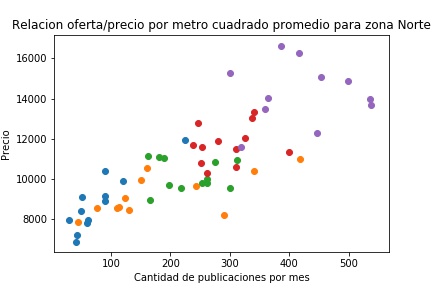 Relacion oferta/precio por metro cuadrado promedio para zona Norte
16000
14000
12000
10000
8000
Precio
100 200 300 400 500
Cantidad de publicaciones por mes